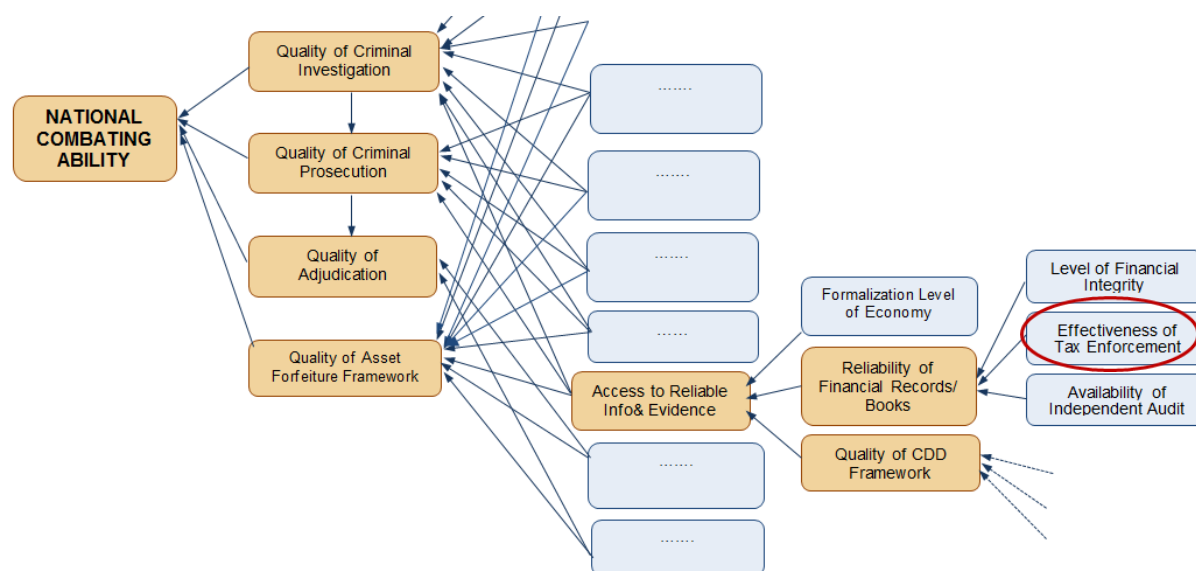 NATIONAL
COMBATING
ABILITY
Quality of Criminal
Investigation
Quality of Criminal
Prosecution
Quality of
Adjudication
Quality of Asset
Forfeiture Framework
…….
…….
…….
……
Access to Reliable
Info& Evidence
…….
…….
Formalization Level
of Economy
Reliability of
Financial Records/
Books
Quality of CDD
Framework
Level of Financial
Integrity
Effectiveness of
Tax Enforcement
Availability of
Independent Audit